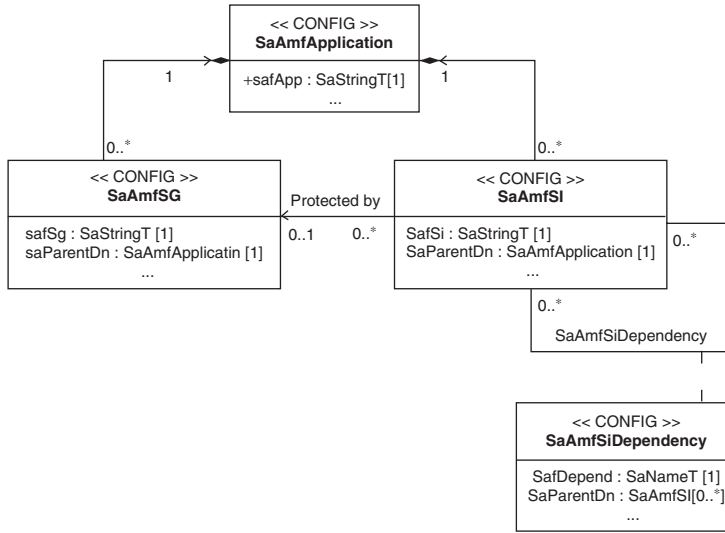 << CONFIG >>
SaAmfApplication
+safApp : SaStringT[1]
...
1
1
0..*
0..*
<< CONFIG >>
SaAmfSG
safSg : SaStringT [1]
saParentDn : SaAmfApplicatin [1]
...
Protected by
0..1
0..*
<< CONFIG >>
SaAmfSI
SafSi : SaStringT [1]
SaParentDn : SaAmfApplication [1]
...
0..*
0..*
SaAmfSiDependency
<< CONFIG >>
SaAmfSiDependency
SafDepend : SaNameT [1]
SaParentDn : SaAmfSI[0..*]
...